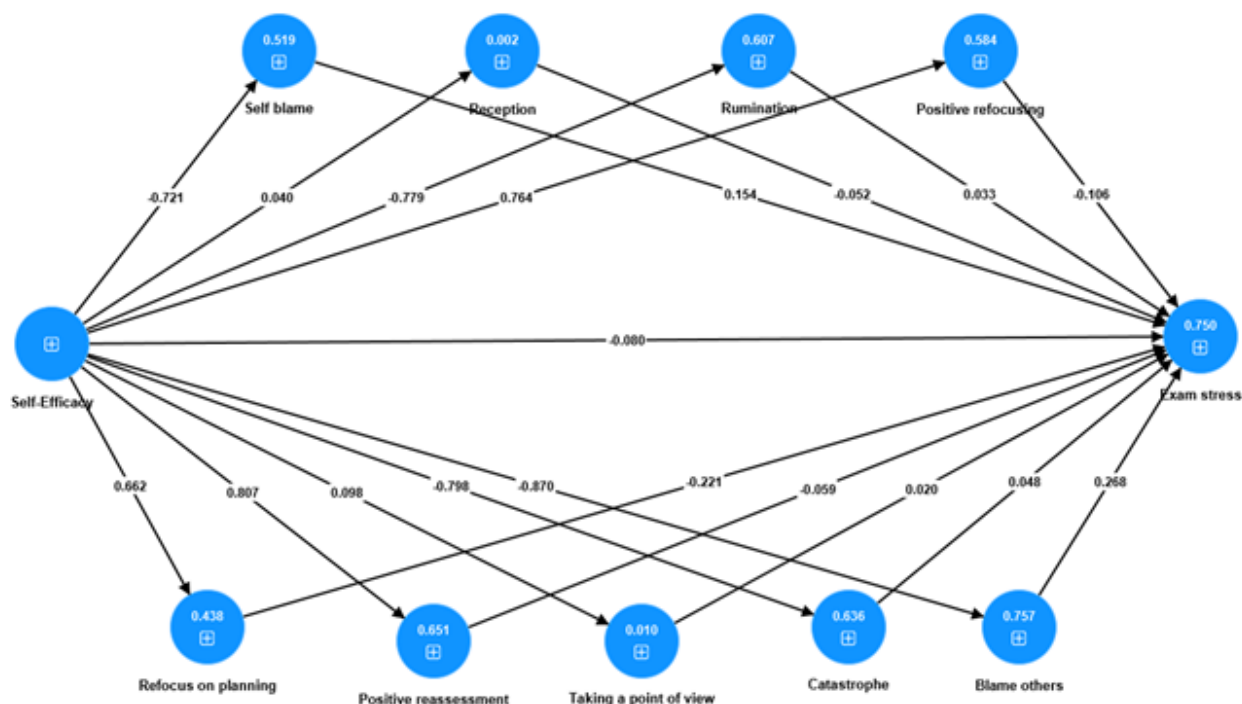 0.519
0.002
0.607
0.584
Self blame
Reception
Rumination
Positive refocusing
-0.721
0.040
-0.779
0.764
0.154
-0.052
0.033
-0.106
0.750
-0.080
Self-Efficacy
Exam stress
0.662
0.807
0.098
-0.798
-0.870
-0.221
-0.059
0.020
0.048
0.268
0.438
0.651
0.010
0.636
0.757
Refocus on planning
Positive reassessment
Taking a point of view
Catastrophe
Blame others